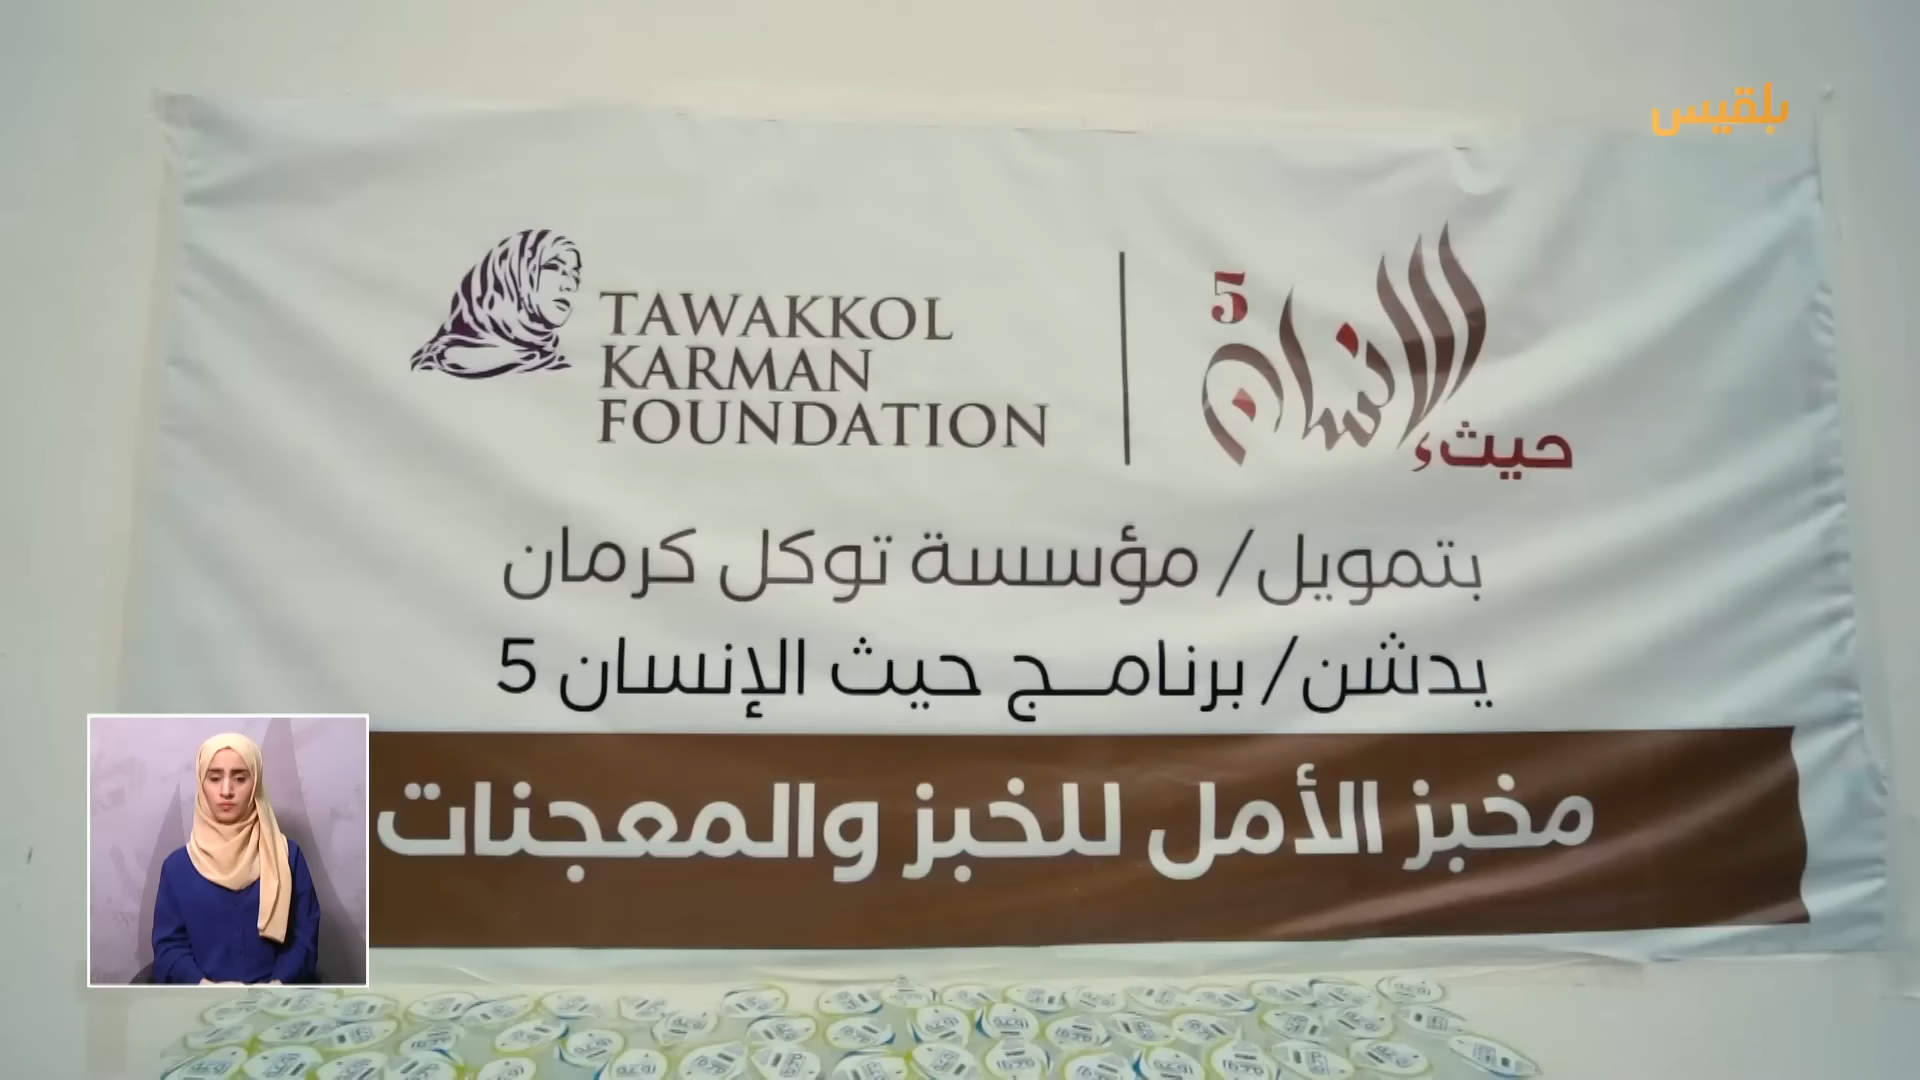 بلقيس
TAWAKKOL
KARMAN
FOUNDATION
حيث الإنسان 5
بتمويل/ مؤسسة توكل كرمان
يدشن/ برنامج حيث الإنسان 5
مخبز الأمل للخبز والمعجنات